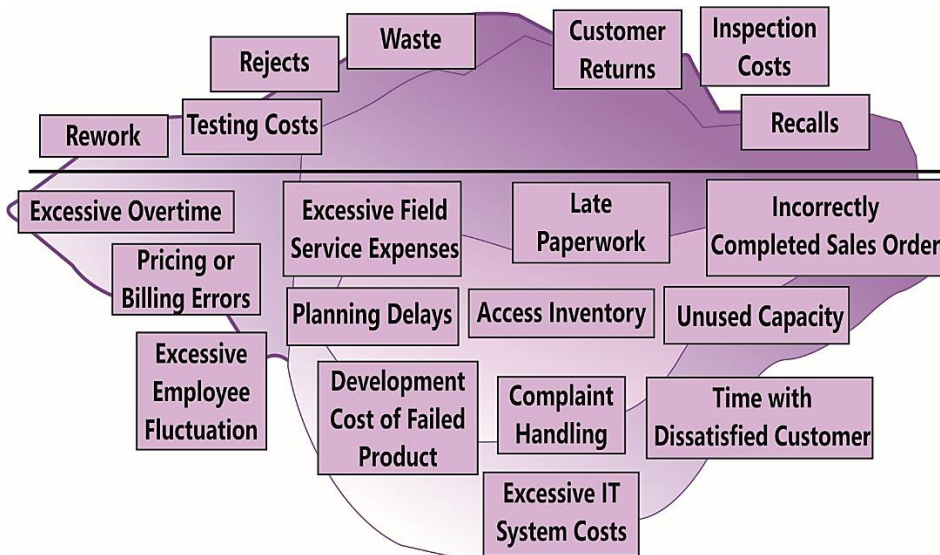 Waste
Customer
Returns
Inspection
Costs
Rejects
Testing Costs
Rework
Recalls
Excessive Overtime
Excessive Field
Service Expenses
Late
Paperwork
Incorrectly
Completed Sales Order
Pricing or
Billing Errors
Planning Delays
Access Inventory
Unused Capacity
Excessive
Employee
Fluctuation
Development
Cost of Failed
Product
Complaint
Handling
Time with
Dissatisfied Customer
Excessive IT
System Costs